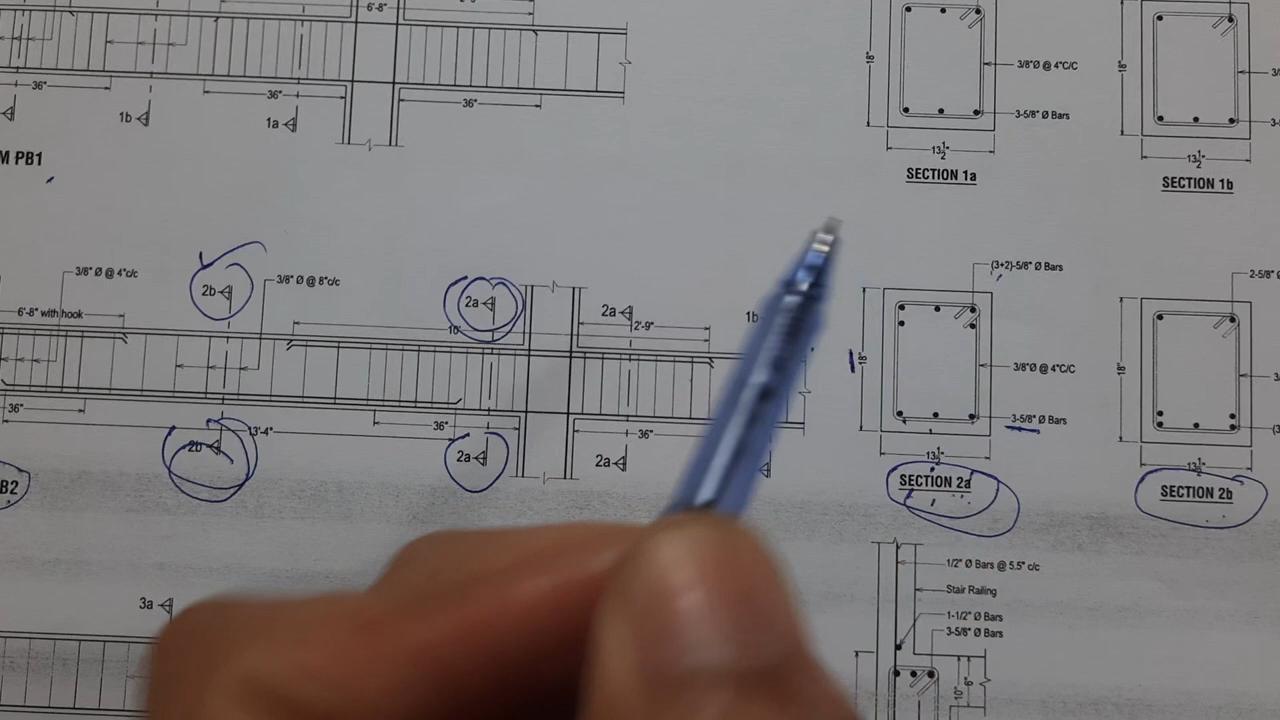 6'-8"
36"
36"
36"
1b
1a
M PB1
18"
3/8"Ø @ 4"C/C
3-5/8" Ø Bars
13½"
SECTION 1a
18"
13½"
SECTION 1b
3/8" Ø @ 4"c/c
2b
3/8" Ø @ 8"c/c
2a
2a
1b
6'-8" with hook
10'
2'-9"
36"
13'-4"
36"
36"
2b
2a
2a
B2
(3+2)-5/8" Ø Bars
18"
3/8"Ø @ 4"C/C
3-5/8" Ø Bars
13½"
SECTION 2a
2-5/8"
18"
13½"
SECTION 2b
3a
1/2" Ø Bars @ 5.5" c/c
Stair Railing
1-1/2" Ø Bars
3-5/8" Ø Bars
10"
6"